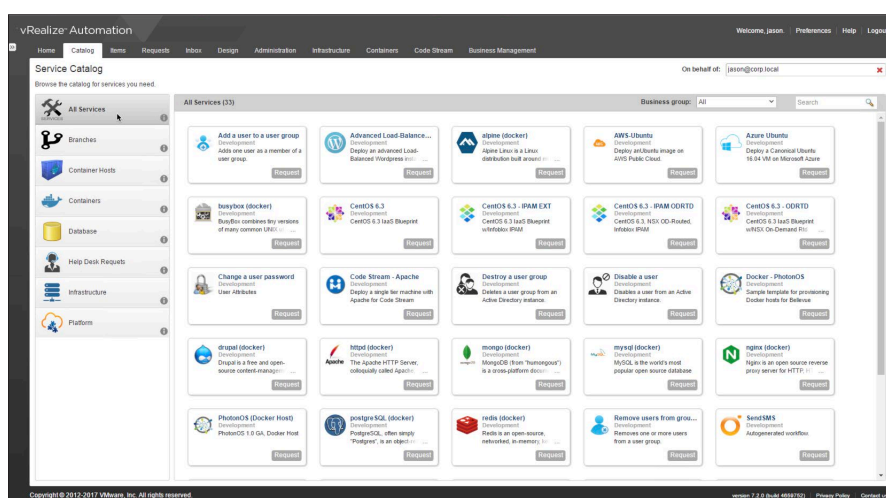 vRealize™ Automation
Welcome, jason. Preferences Help Logout
Home Catalog Items Requests Inbox Design Administration Infrastructure Containers Code Stream Business Management
Service Catalog
On behalf of: jason@corp.local
Browse the catalog for services you need.
All Services
Branches
Container Hosts
Containers
Database
Help Desk Requets
Infrastructure
Platform
All Services (33)
Business group: All
Search
Add a user to a user group
Development
Adds one user as a member of a
user group.
Request
Advanced Load-Balance...
Development
Deploy an advanced Load-
Balanced Wordpress ...
Request
alpine (docker)
Development
Alpine Linux is a Linux
distribution built around ...
Request
AWS-Ubuntu
Development
Deploy anUbuntu image on
AWS Public Cloud.
Request
Azure Ubuntu
Development
Deploy a Canonical Ubuntu
16.04 VM on Microsoft Azure
Request
busybox (docker)
Development
BusyBox combines tiny versions
of many common UNIX ...
Request
CentOS 6.3
Development
CentOS 6.3 IaaS Blueprint
Request
CentOS 6.3 - IPAM EXT
Development
CentOS 6.3 IaaS Blueprint
w/Infoblox IPAM
Request
CentOS 6.3 - IPAM ODRTD
Development
CentOS 6.3, NSX OD-Routed,
Infoblox IPAM
Request
CentOS 6.3 - ODRTD
Development
CentOS 6.3 IaaS Blueprint
w/NSX On-Demand ...
Request
Change a user password
Development
User Attributes
Request
Code Stream - Apache
Development
Deploy a single tier machine with
Apache for Code Stream
Request
Destroy a user group
Development
Deletes a user group from an
Active Directory instance.
Request
Disable a user
Development
Disables a user from an Active
Directory instance.
Request
Docker - PhotonOS
Development
Sample template for provisioning
Docker hosts for Bellevue
Request
drupal (docker)
Development
Drupal is a free and open-
source content-managem ...
Request
Apache
httpd (docker)
Development
The Apache HTTP Server,
colloquially called Apache ...
Request
mongo (docker)
Development
MongoDB (from "humongous")
is a cross-platform docum ...
Request
mysql (docker)
Development
MySQL is the world's most
popular open source database
Request
nginx (docker)
Development
Nginx is an open source reverse
proxy server for HTTP, ...
Request
PhotonOS (Docker Host)
Development
PhotonOS 1.0 GA, Docker Host
Request
postgreSQL (docker)
Development
PostgreSQL, often simply
"Postgres", is an object- ...
Request
redis (docker)
Development
Redis is an open-source,
networked, in-memory, ...
Request
Remove users from grou...
Development
Removes one or more users
from a user group.
Request
SendSMS
Development
Autogenerated workflow.
Request
Copyright © 2012-2017 VMware, Inc. All rights reserved.
version 7.2.0 (build 4659752) Privacy Policy Contact us